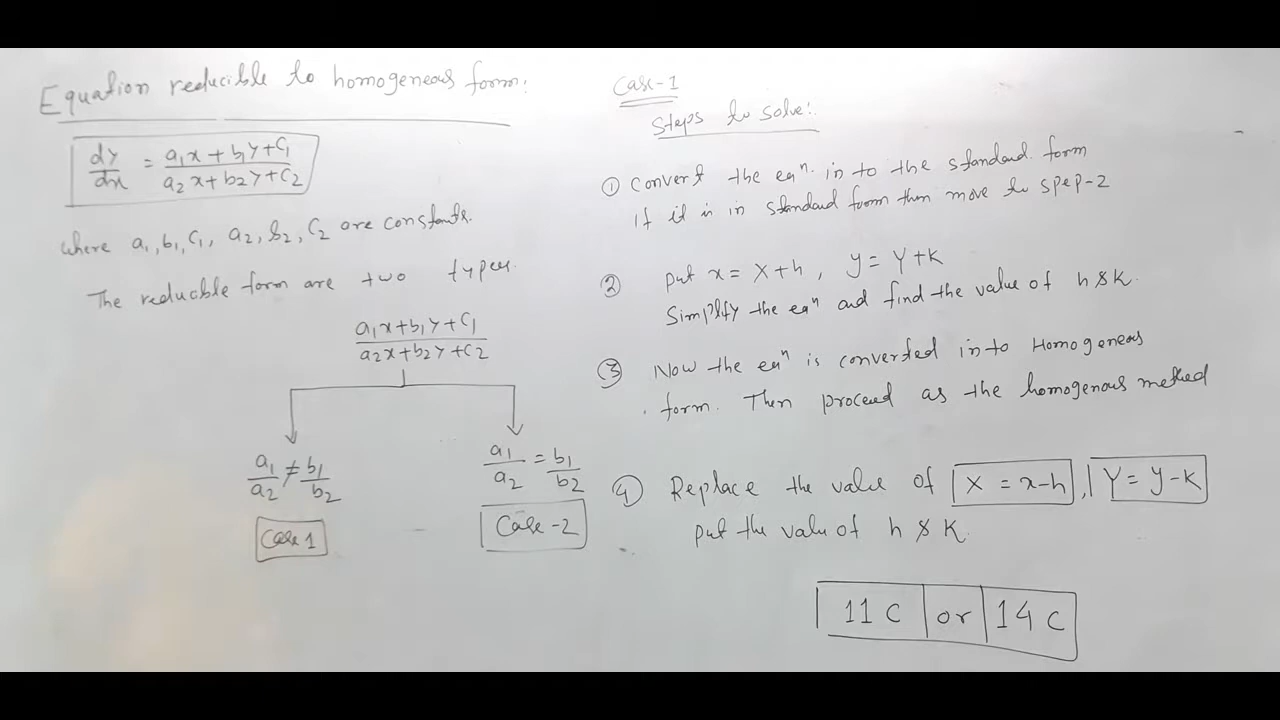 Equation reducible to homogeneous form:
dy/dx = a₁x + b₁y + c₁ / a₂x + b₂y + c₂
where a₁, b₁, c₁, a₂, b₂, c₂ are constants.
The reducible form are two types.
a₁x + b₁y + c₁ / a₂x + b₂y + c₂
a₁/a₂ ≠ b₁/b₂
Case 1
a₁/a₂ = b₁/b₂
Case - 2
Case-1
Steps to solve:
① Convert the eqⁿ. in to the standard form
If it is in standard form then move to spep-2
② put x = X+h, y = Y+k
Simplify the eqⁿ and find the value of h & k.
③ Now the eqⁿ is converted in to Homogeneous
form. Then proceed as the homogenous method
④ Replace the value of X = x-h, Y = y-k
put the value of h & k.
11 C or 14 C